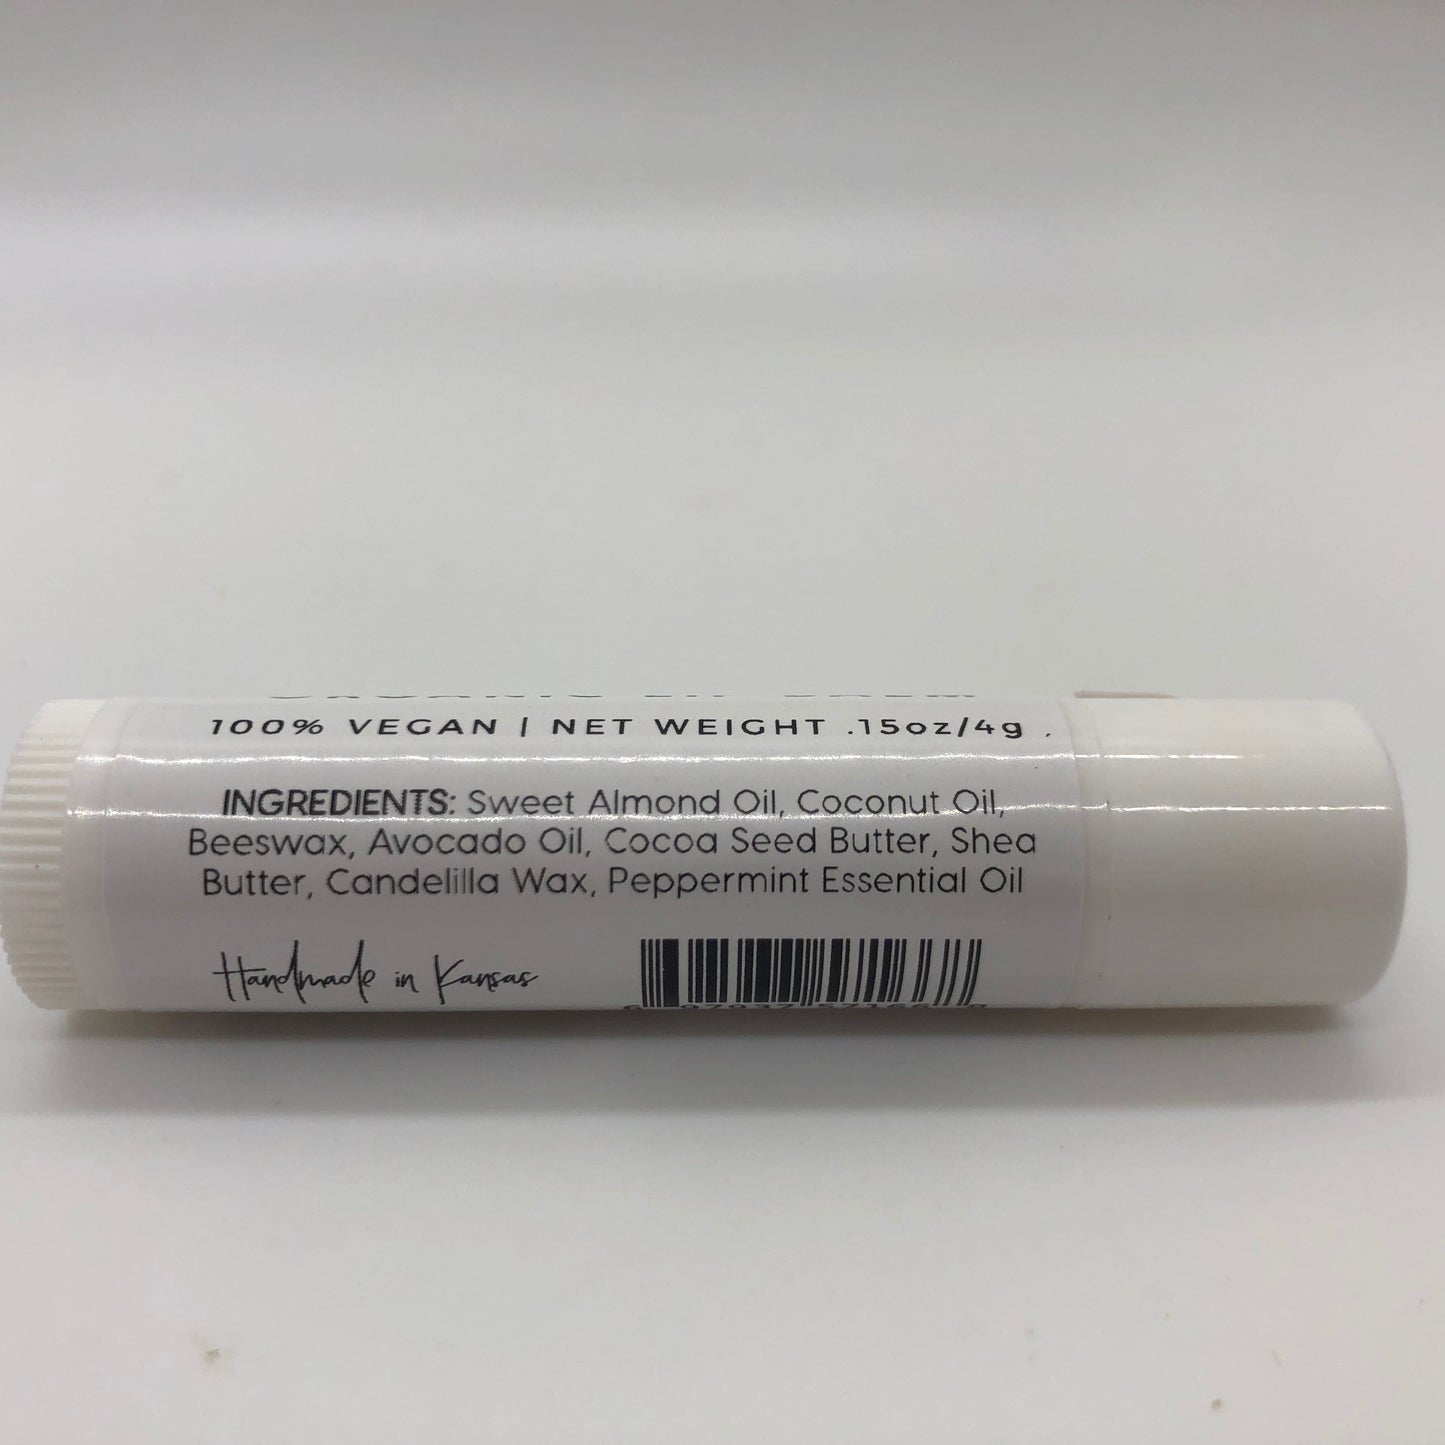 100% VEGAN | NET WEIGHT .15oz/4g .
INGREDIENTS: Sweet Almond Oil, Coconut Oil,
Beeswax, Avocado Oil, Cocoa Seed Butter, Shea
Butter, Candelilla Wax, Peppermint Essential Oil
Handmade in Kansas